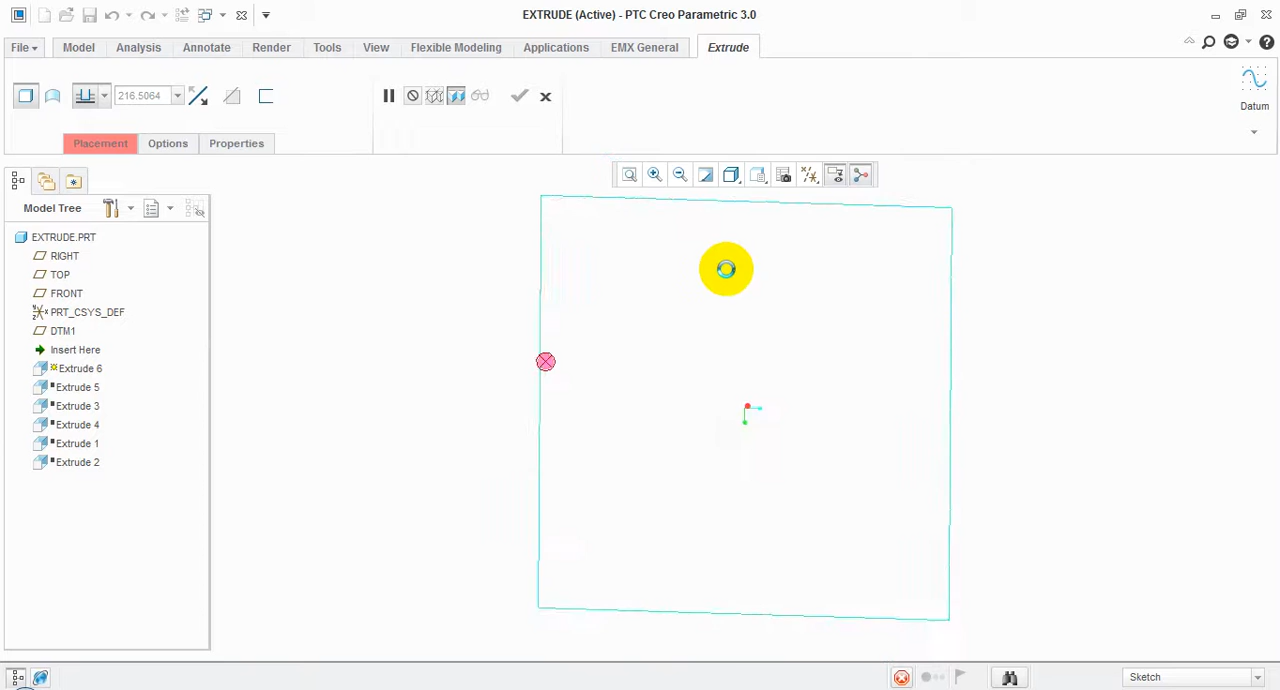 EXTRUDE (Active) - PTC Creo Parametric 3.0
File Model Analysis Annotate Render Tools View Flexible Modeling Applications EMX General Extrude
216.5064
Datum
Placement Options Properties
Model Tree
EXTRUDE.PRT
RIGHT
TOP
FRONT
PRT_CSYS_DEF
DTM1
Insert Here
Extrude 6
Extrude 5
Extrude 3
Extrude 4
Extrude 1
Extrude 2
Sketch